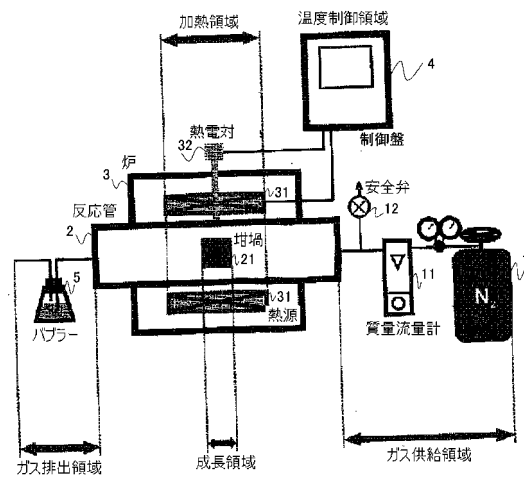 加熱領域
温度制御領域
4
制御盤
熱電対
32
炉
3
31
安全弁
12
反応管
2
坩堝
21
11
N2
5
31
熱源
質量流量計
バブラー
ガス排出領域
成長領域
ガス供給領域